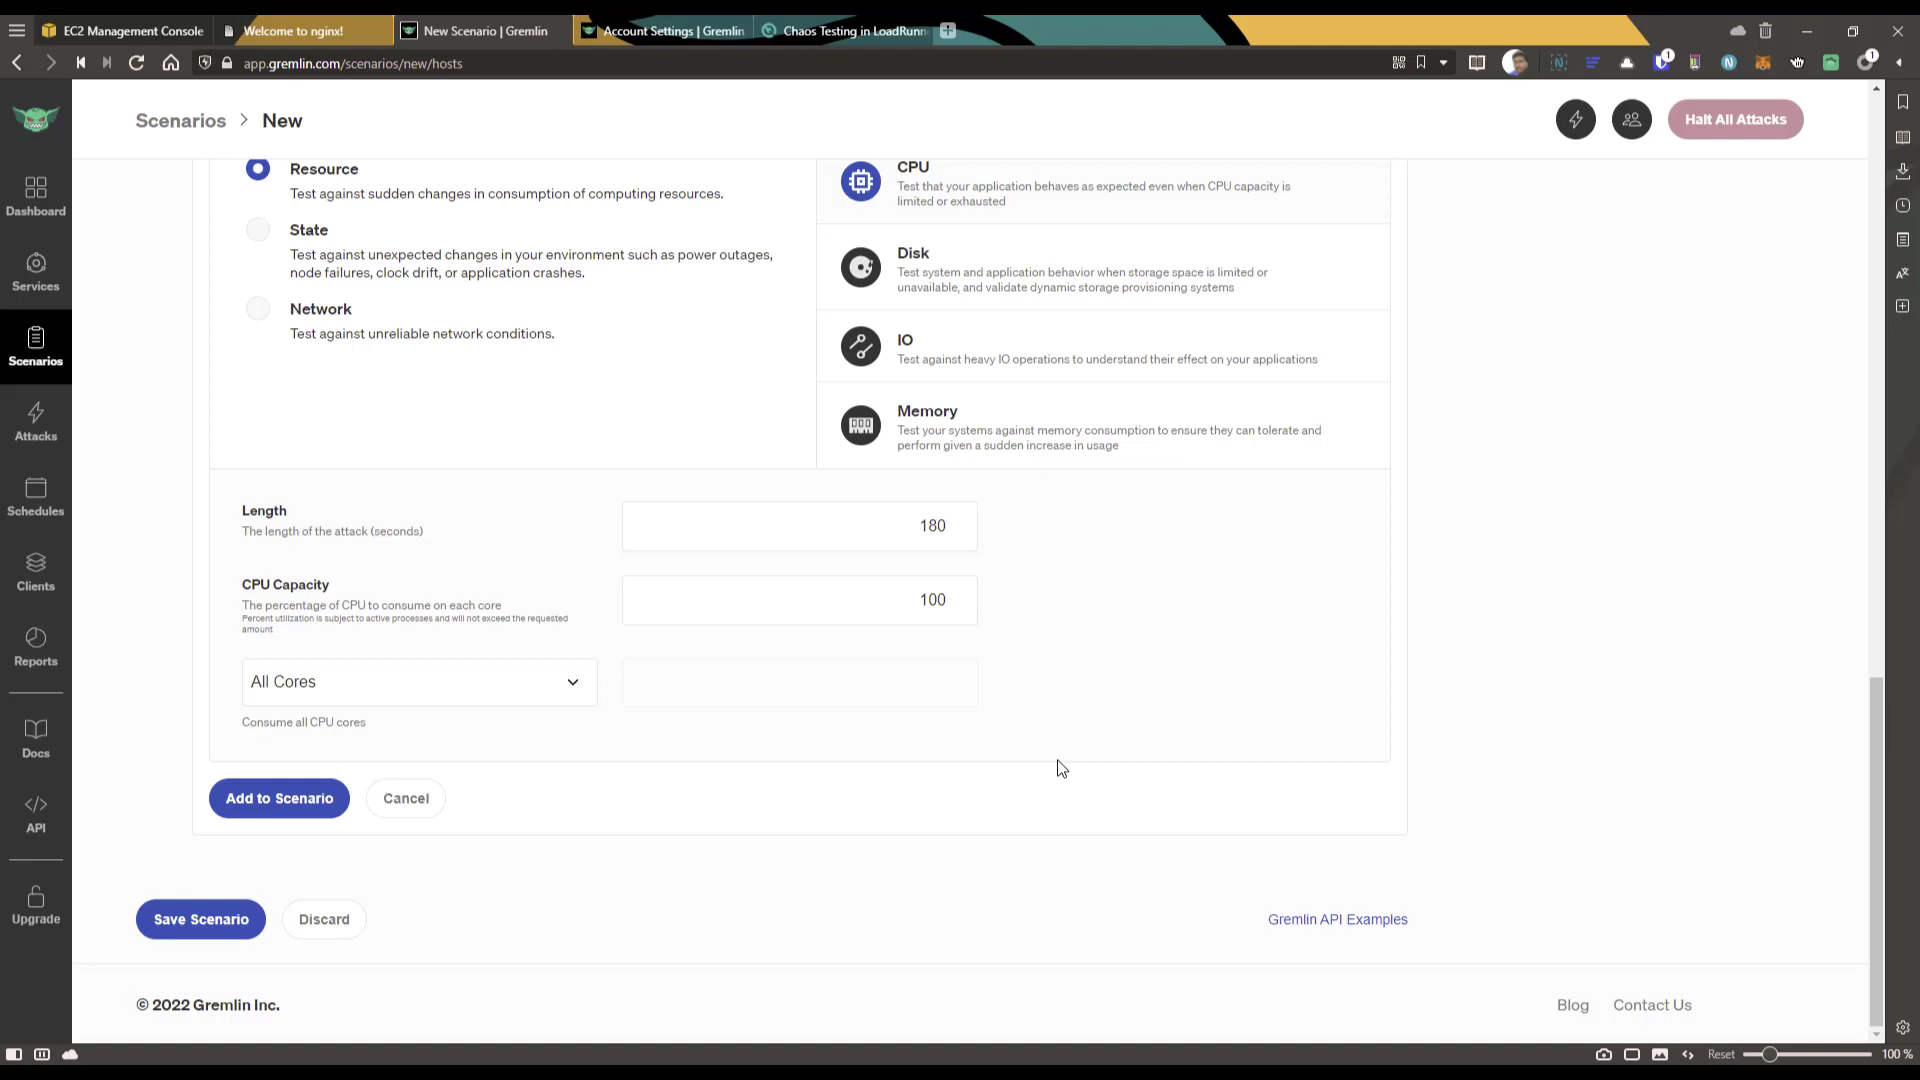 EC2 Management Console
Welcome to nginx!
New Scenario | Gremlin
Account Settings | Gremlin
Chaos Testing in LoadRunn
app.gremlin.com/scenarios/new/hosts
1
1
Scenarios > New
Halt All Attacks
Dashboard
Services
Scenarios
Attacks
Schedules
Clients
Reports
Docs
API
Upgrade
Resource
Test against sudden changes in consumption of computing resources.
State
Test against unexpected changes in your environment such as power outages,
node failures, clock drift, or application crashes.
Network
Test against unreliable network conditions.
CPU
Test that your application behaves as expected even when CPU capacity is
limited or exhausted
Disk
Test system and application behavior when storage space is limited or
unavailable, and validate dynamic storage provisioning systems
IO
Test against heavy IO operations to understand their effect on your applications
Memory
Test your systems against memory consumption to ensure they can tolerate and
perform given a sudden increase in usage
Length
The length of the attack (seconds)
180
CPU Capacity
The percentage of CPU to consume on each core
Percent utilization is subject to active processes and will not exceed the requested
amount
100
All Cores
Consume all CPU cores
Add to Scenario
Cancel
Save Scenario
Discard
Gremlin API Examples
© 2022 Gremlin Inc.
Blog
Contact Us
Reset
100 %